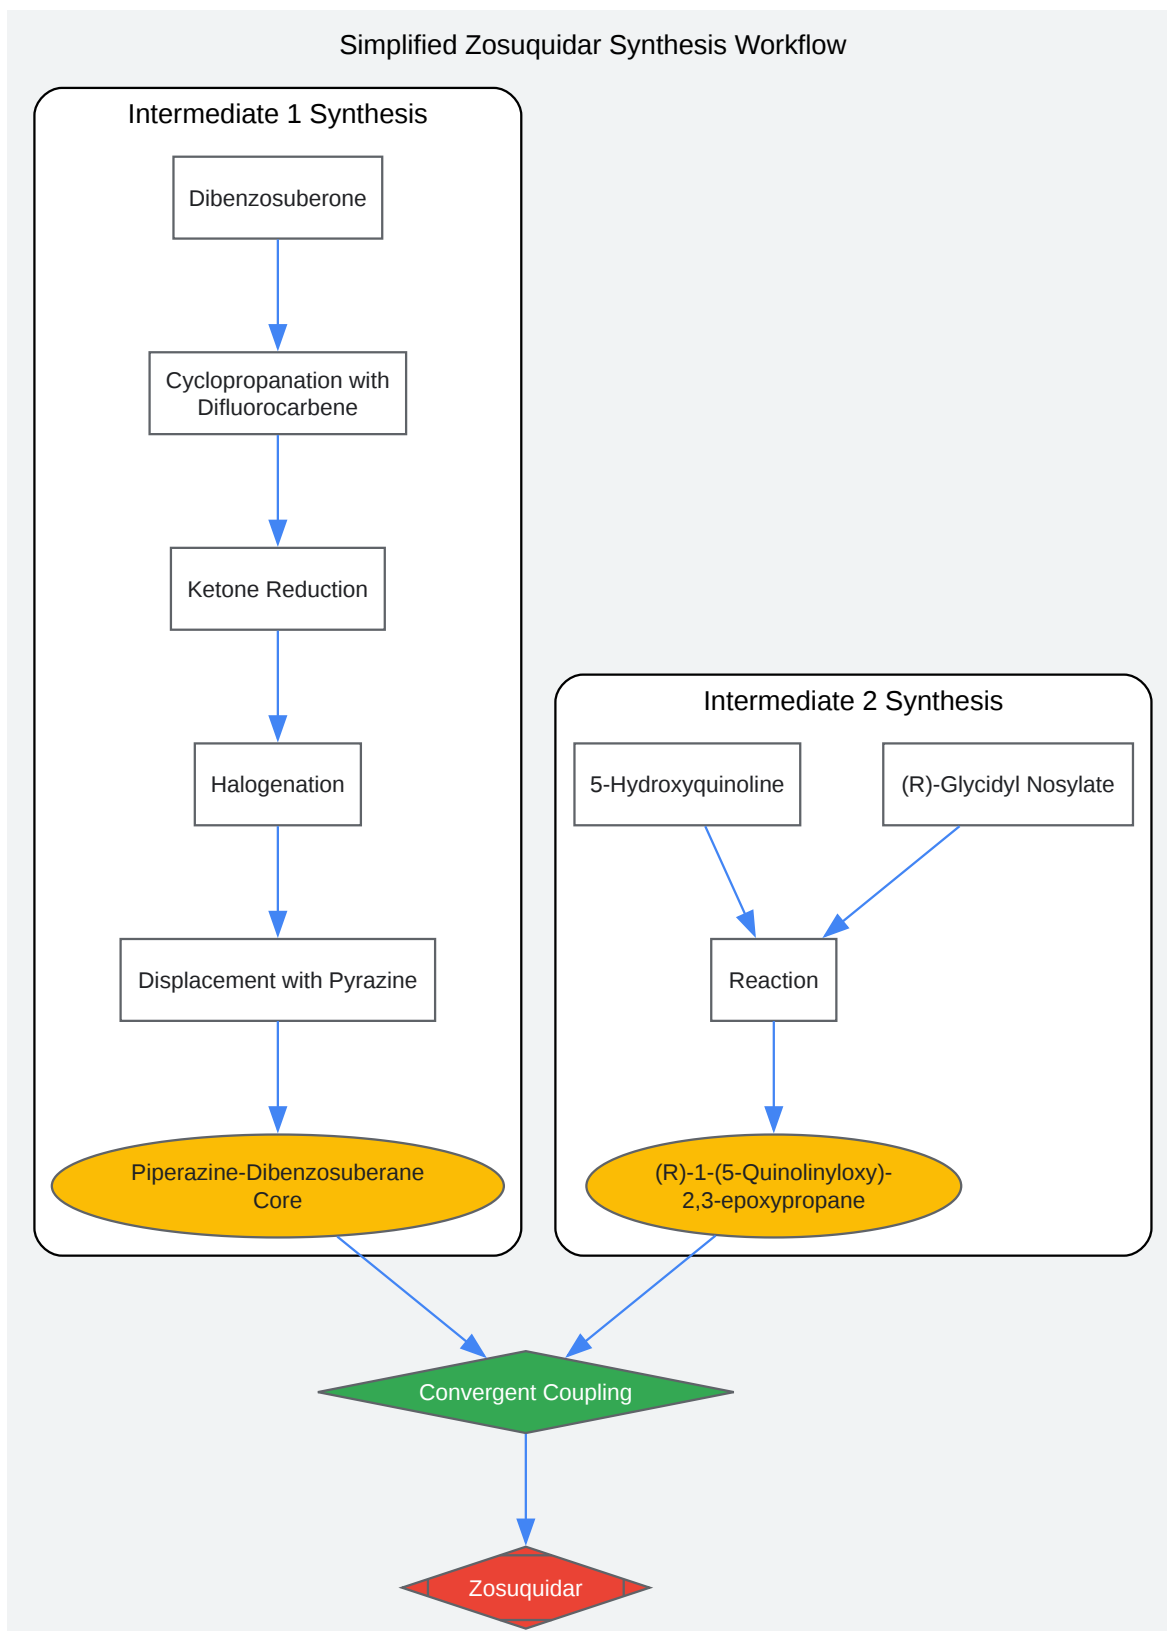 Simplified Zosuquidar Synthesis Workflow
Intermediate 1 Synthesis
Dibenzosuberone
Cyclopropanation with
Difluorocarbene
Ketone Reduction
Halogenation
Displacement with Pyrazine
Piperazine-Dibenzosuberane
Core
Intermediate 2 Synthesis
5-Hydroxyquinoline
(R)-Glycidyl Nosylate
Reaction
(R)-1-(5-Quinolinyloxy)-
2,3-epoxypropane
Convergent Coupling
Zosuquidar